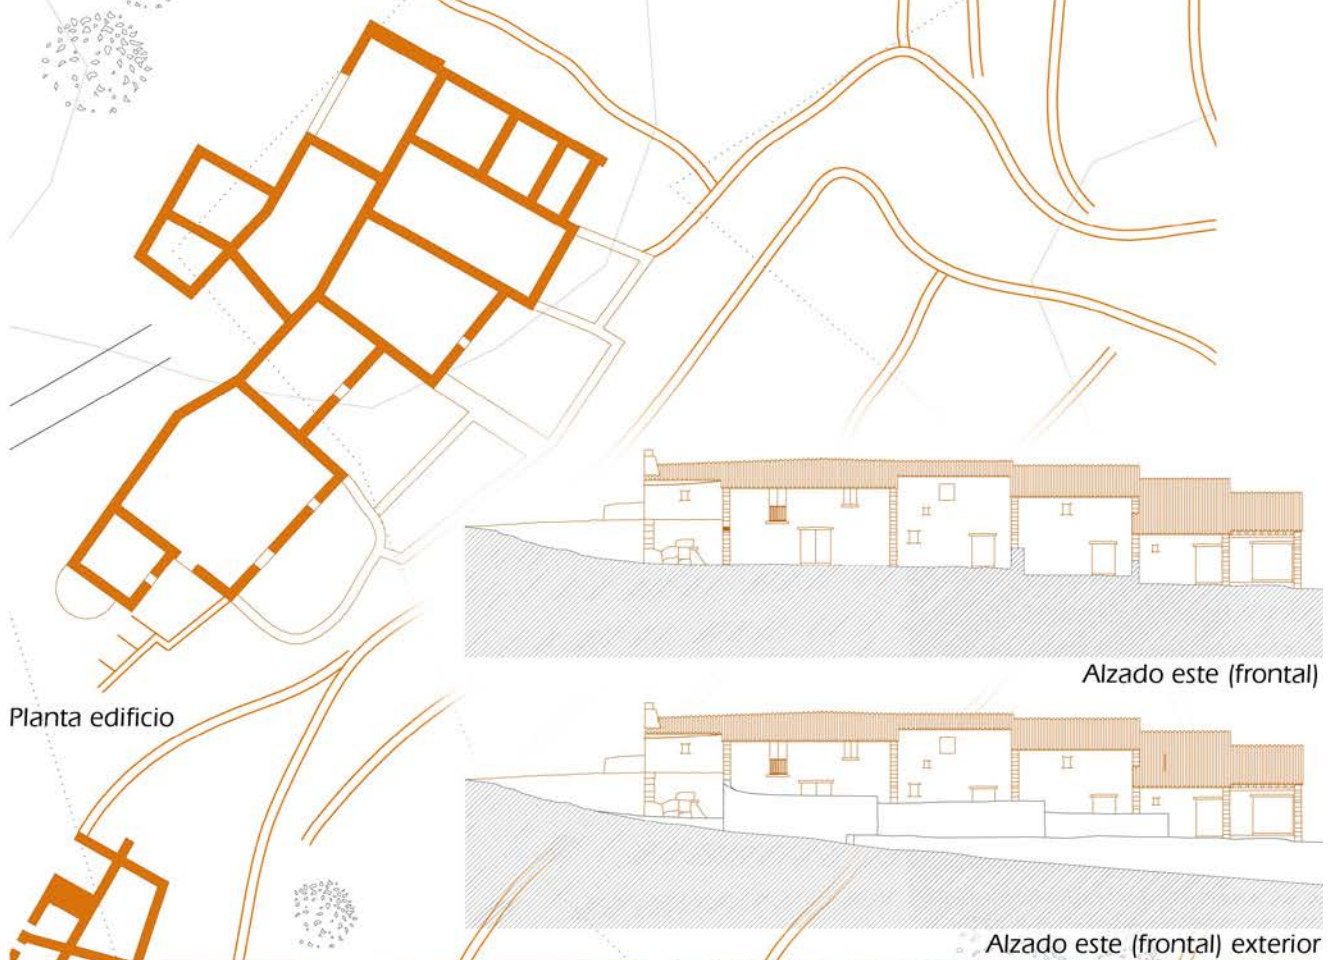 Alzado este (frontal)
Planta edificio
Alzado este (frontal) exterior